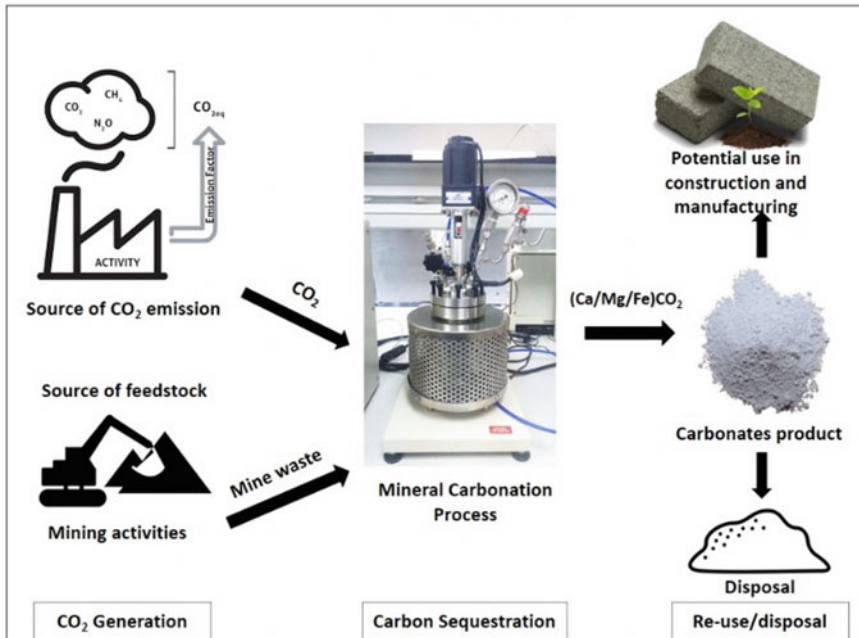 CO₂
CH₄
N₂O
CO₂eq
Emission Factor
ACTIVITY
Source of CO₂ emission
CO₂
Source of feedstock
Mining activities
Mine waste
Mineral Carbonation
Process
(Ca/Mg/Fe)CO₂
Potential use in
construction and
manufacturing
Carbonates product
Disposal
CO₂ Generation
Carbon Sequestration
Re-use/disposal